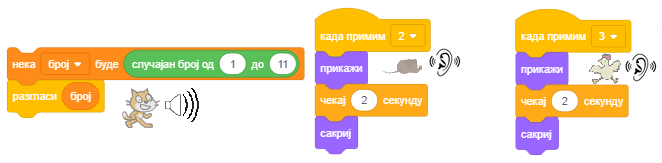 нека број буде случајан број од 1 до 11
разгласи број
када примим 2
прикажи
чекај 2 секунду
сакриј
када примим 3
прикажи
чекај 2 секунду
сакриј